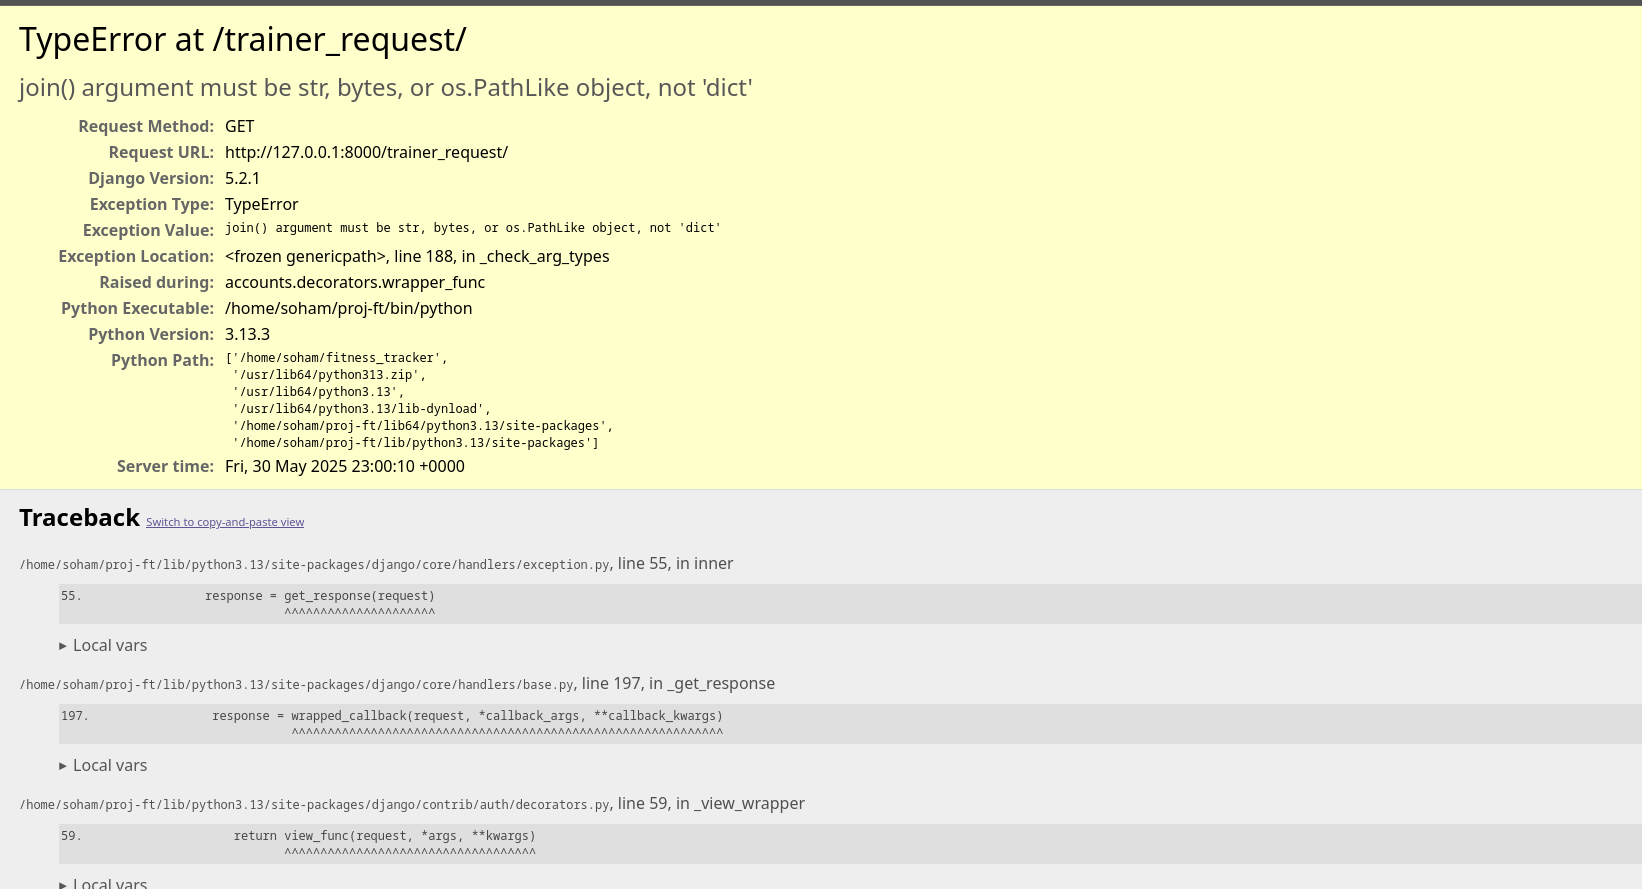 TypeError at /trainer_request/
join() argument must be str, bytes, or os.PathLike object, not 'dict'
Request Method: GET
Request URL: http://127.0.0.1:8000/trainer_request/
Django Version: 5.2.1
Exception Type: TypeError
Exception Value: join() argument must be str, bytes, or os.PathLike object, not 'dict'
Exception Location: <frozen genericpath>, line 188, in _check_arg_types
Raised during: accounts.decorators.wrapper_func
Python Executable: /home/soham/proj-ft/bin/python
Python Version: 3.13.3
Python Path: ['/home/soham/fitness_tracker',
'/usr/lib64/python313.zip',
'/usr/lib64/python3.13',
'/usr/lib64/python3.13/lib-dynload',
'/home/soham/proj-ft/lib64/python3.13/site-packages',
'/home/soham/proj-ft/lib/python3.13/site-packages']
Server time: Fri, 30 May 2025 23:00:10 +0000
Traceback Switch to copy-and-paste view
/home/soham/proj-ft/lib/python3.13/site-packages/django/core/handlers/exception.py, line 55, in inner
55. response = get_response(request)
^^^^^^^^^^^^^^^^^^^^^
▶ Local vars
/home/soham/proj-ft/lib/python3.13/site-packages/django/core/handlers/base.py, line 197, in _get_response
197. response = wrapped_callback(request, *callback_args, **callback_kwargs)
^^^^^^^^^^^^^^^^^^^^^^^^^^^^^^^^^^^^^^^^^^^^^^^^^^^^^^^^^^^^
▶ Local vars
/home/soham/proj-ft/lib/python3.13/site-packages/django/contrib/auth/decorators.py, line 59, in _view_wrapper
59. return view_func(request, *args, **kwargs)
^^^^^^^^^^^^^^^^^^^^^^^^^^^^^^^^^^^
▶ Local vars